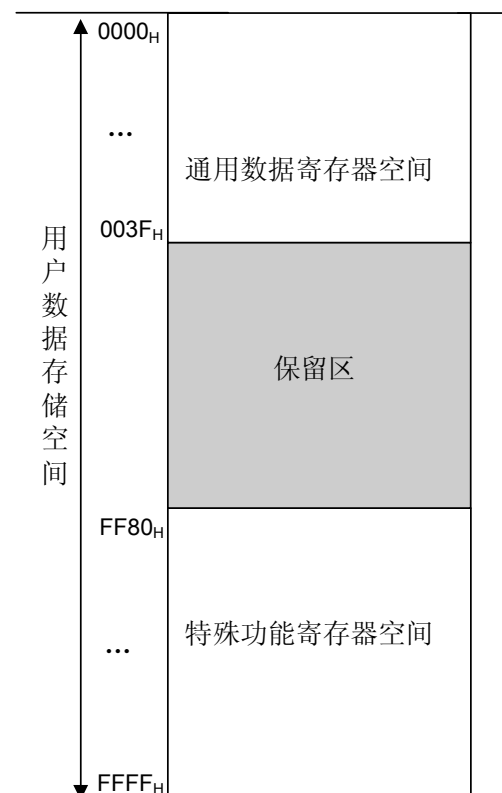 0000H
...
通用数据寄存器空间
003FH
用户数据存储空间
保留区
FF80H
特殊功能寄存器空间
...
FFFFH